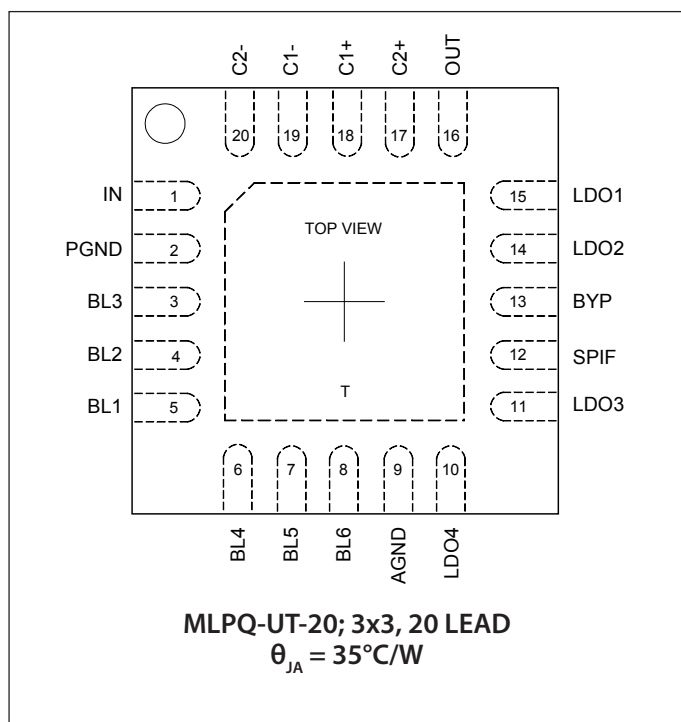 C2- C1- C1+ C2+ OUT
20 19 18 17 16
IN 1 15 LDO1
PGND 2 TOP VIEW 14 LDO2
BL3 3 13 BYP
BL2 4 12 SPIF
BL1 5 T 11 LDO3
6 7 8 9 10
BL4 BL5 BL6 AGND LDO4
MLPQ-UT-20; 3x3, 20 LEAD
θJA = 35°C/W